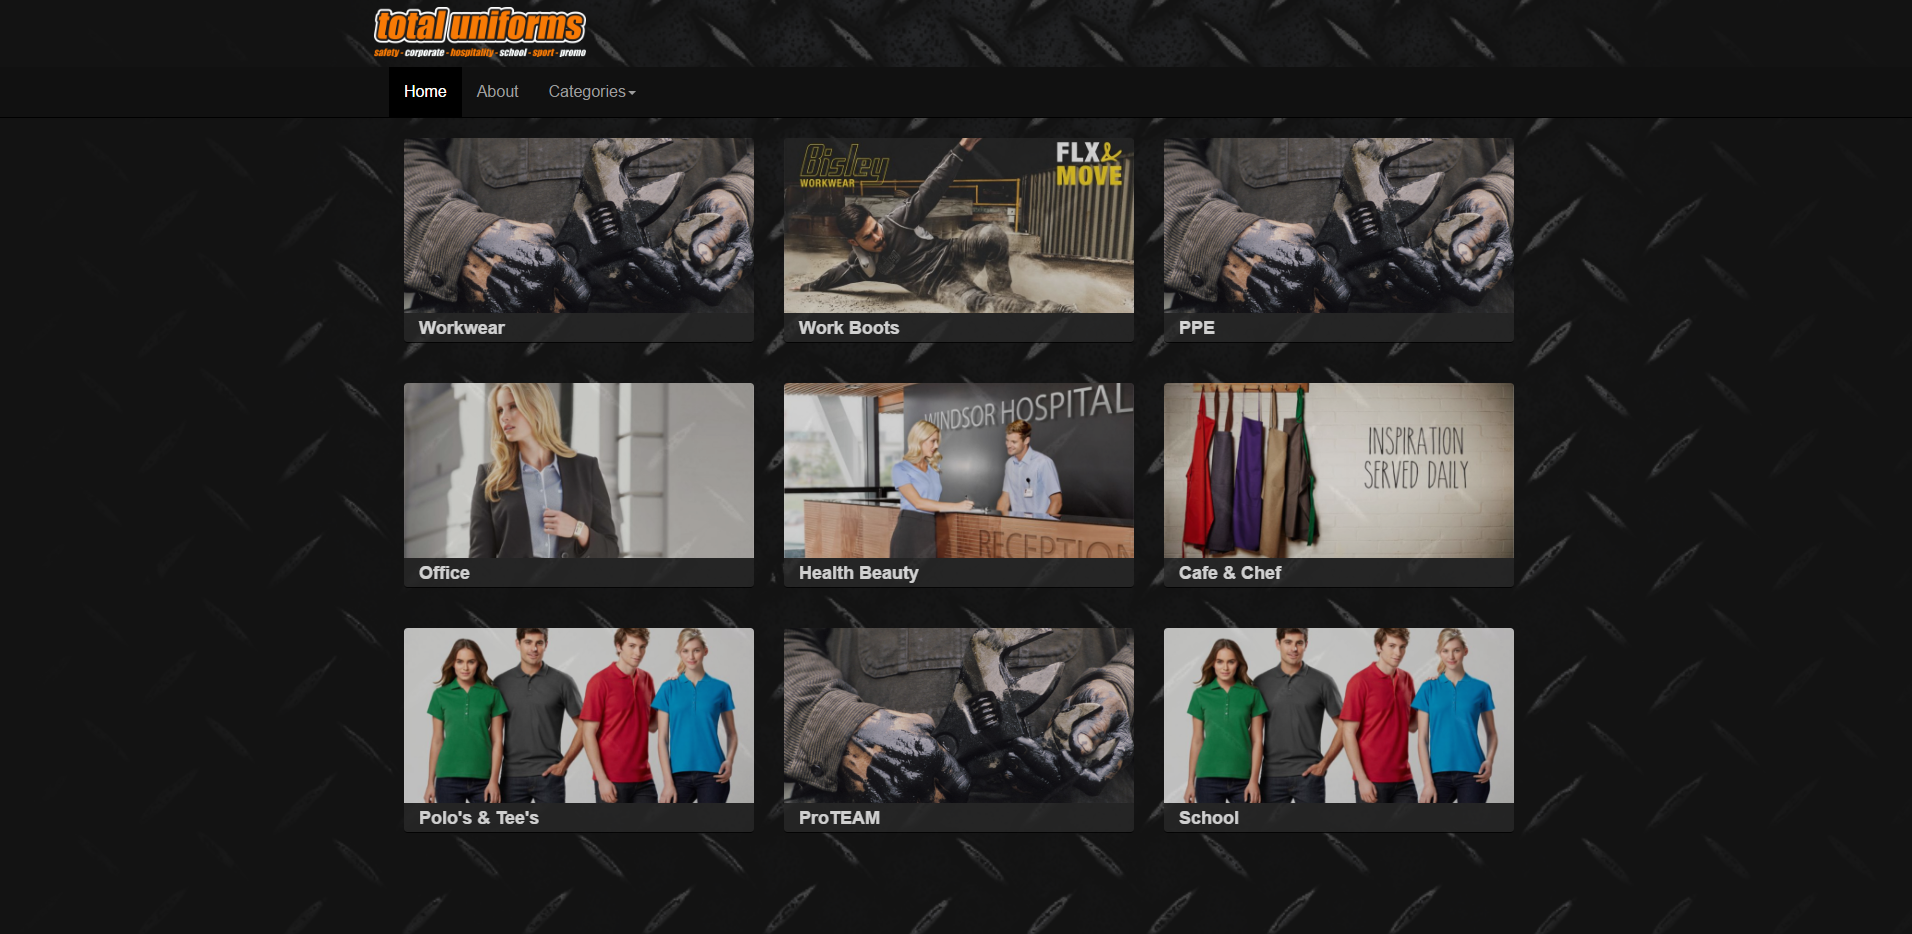 total uniforms
safety - corporate - hospitality - school - sport - promo
Home
About
Categories
Bisley
WORKWEAR
FLX&
MOVE
Workwear
Work Boots
PPE
WINDSOR HOSPITAL
RECEPTION
INSPIRATION
SERVED DAILY
Office
Health Beauty
Cafe & Chef
Polo's & Tee's
ProTEAM
School